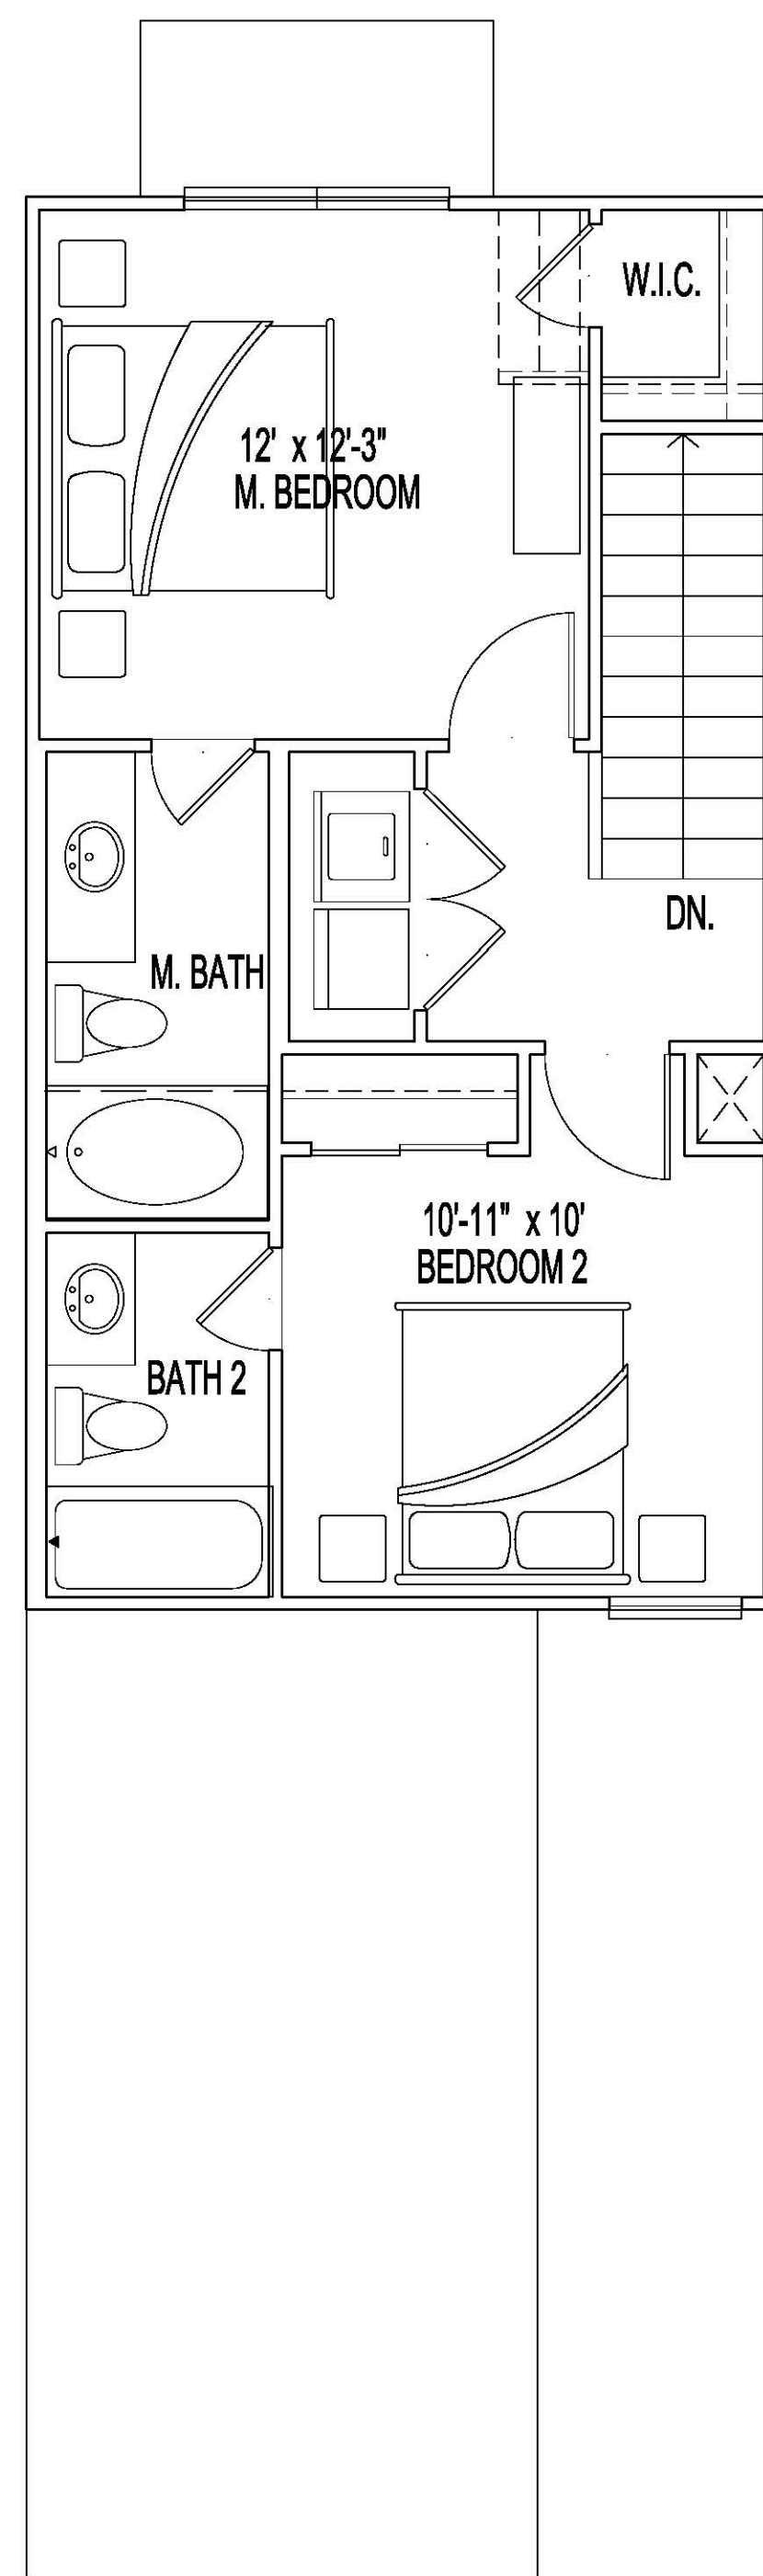 W.I.C.
12' x 12'-3"
M. BEDROOM
DN.
M. BATH
10'-11" x 10'
BEDROOM 2
BATH 2